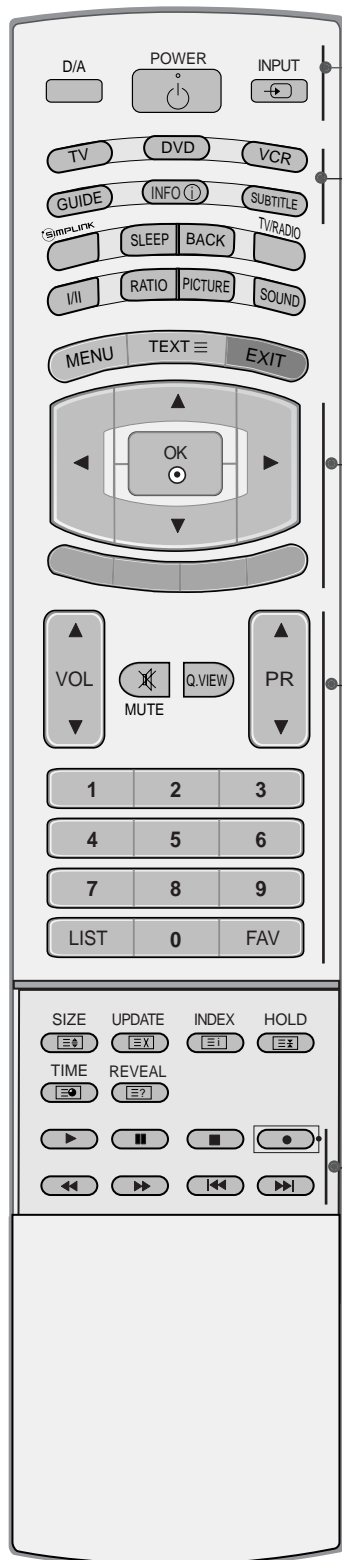 D/A POWER INPUT
TV DVD VCR
GUIDE INFO i SUBTITLE
SIMPLINK SLEEP BACK TV/RADIO
I/II RATIO PICTURE SOUND
MENU TEXT EXIT
OK
VOL MUTE Q.VIEW PR
1 2 3
4 5 6
7 8 9
LIST 0 FAV
SIZE UPDATE INDEX HOLD
X i
TIME REVEAL
?